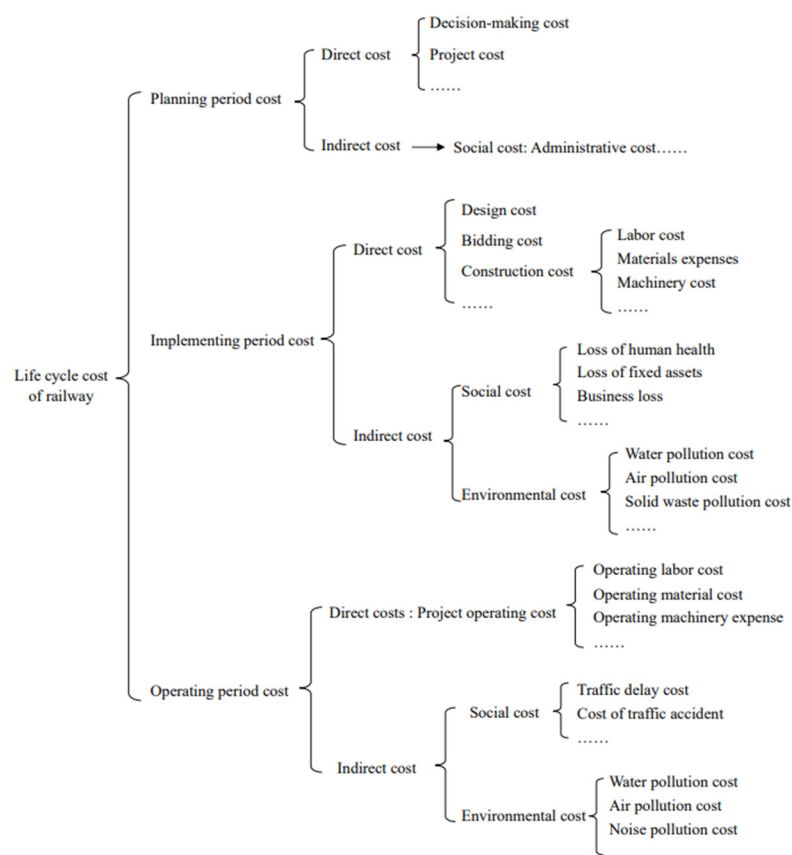 Decision-making cost
Direct cost
Project cost
......
Planning period cost
Indirect cost
Social cost: Administrative cost......
Design cost
Direct cost
Bidding cost
Construction cost
......
Labor cost
Materials expenses
Machinery cost
......
Implementing period cost
Life cycle cost
of railway
Indirect cost
Social cost
Loss of human health
Loss of fixed assets
Business loss
......
Environmental cost
Water pollution cost
Air pollution cost
Solid waste pollution cost
......
Operating period cost
Direct costs : Project operating cost
Operating labor cost
Operating material cost
Operating machinery expense
......
Indirect cost
Social cost
Traffic delay cost
Cost of traffic accident
......
Environmental cost
Water pollution cost
Air pollution cost
Noise pollution cost